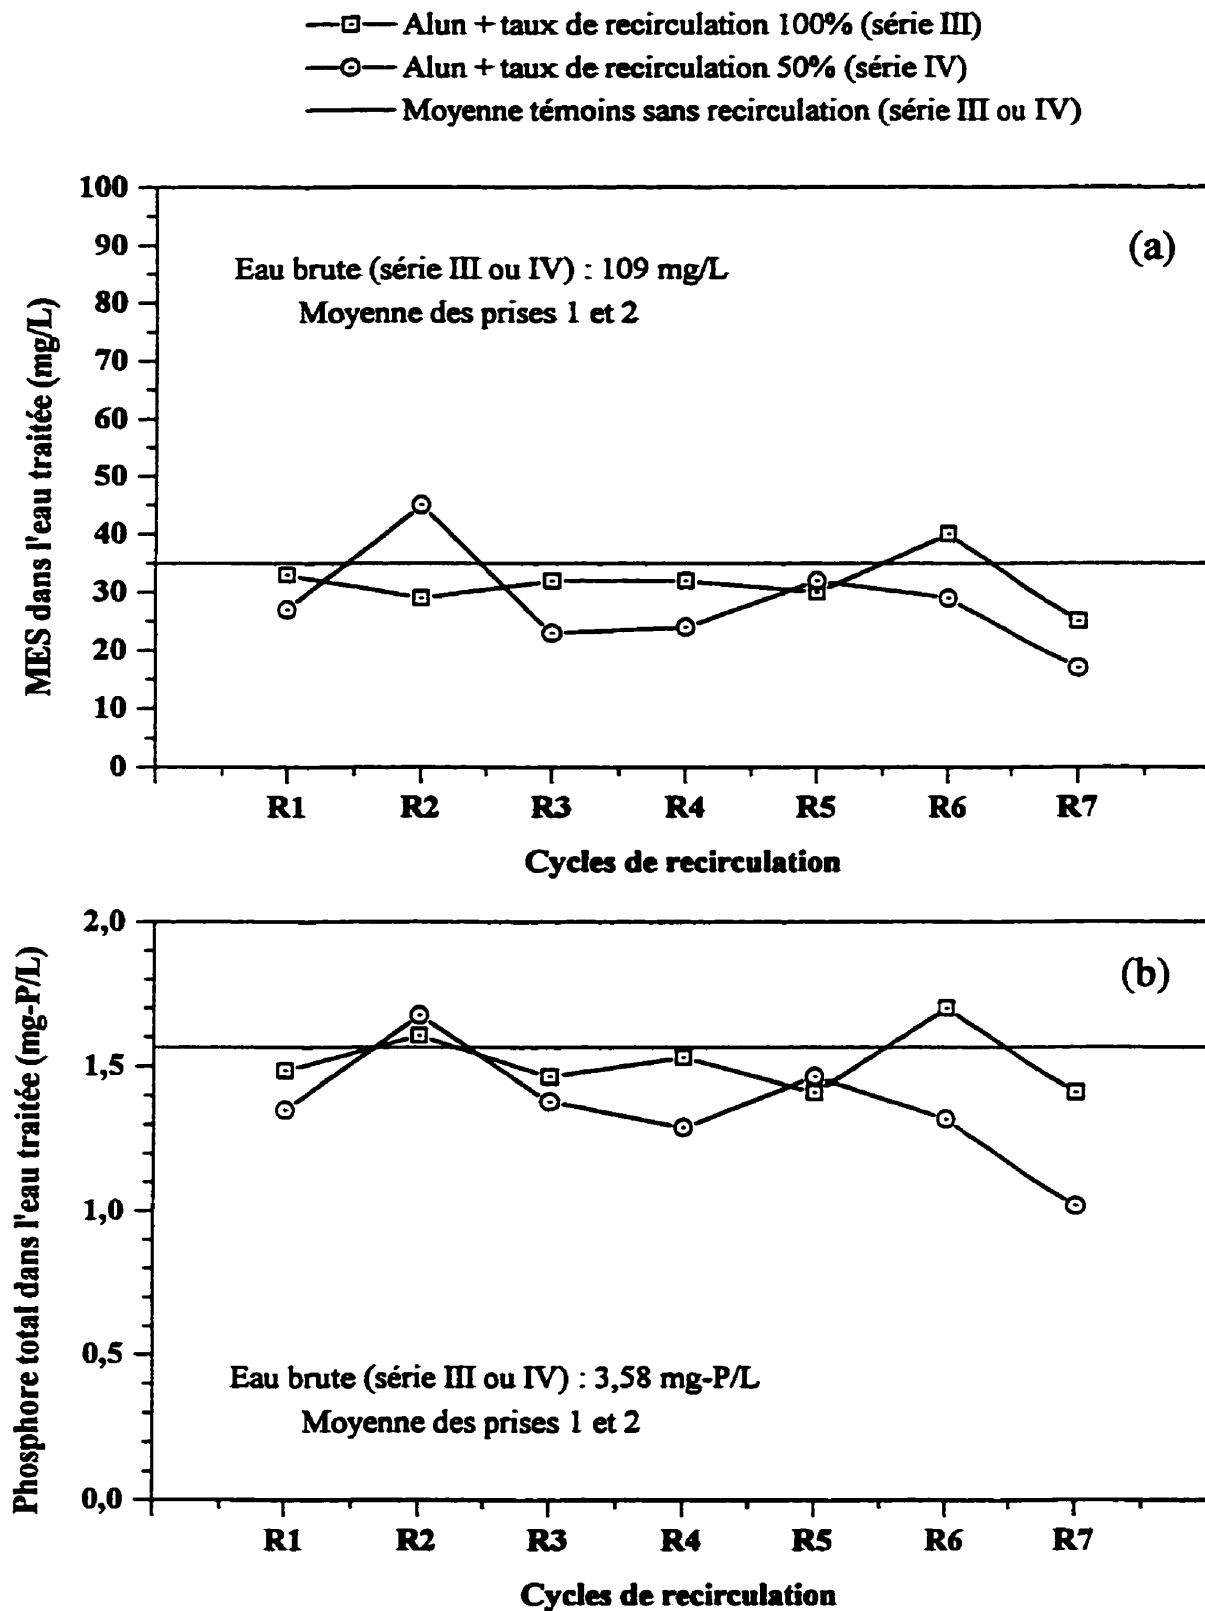 Alun + taux de recirculation 100% (série III)
Alun + taux de recirculation 50% (série IV)
Moyenne témoins sans recirculation (série III ou IV)
(a)
Eau brute (série III ou IV) : 109 mg/L
Moyenne des prises 1 et 2
MES dans l'eau traitée (mg/L)
100
90
80
70
60
50
40
30
20
10
0
R1 R2 R3 R4 R5 R6 R7
Cycles de recirculation
(b)
Phosphore total dans l'eau traitée (mg-P/L)
2,0
1,5
1,0
0,5
0,0
Eau brute (série III ou IV) : 3,58 mg-P/L
Moyenne des prises 1 et 2
R1 R2 R3 R4 R5 R6 R7
Cycles de recirculation